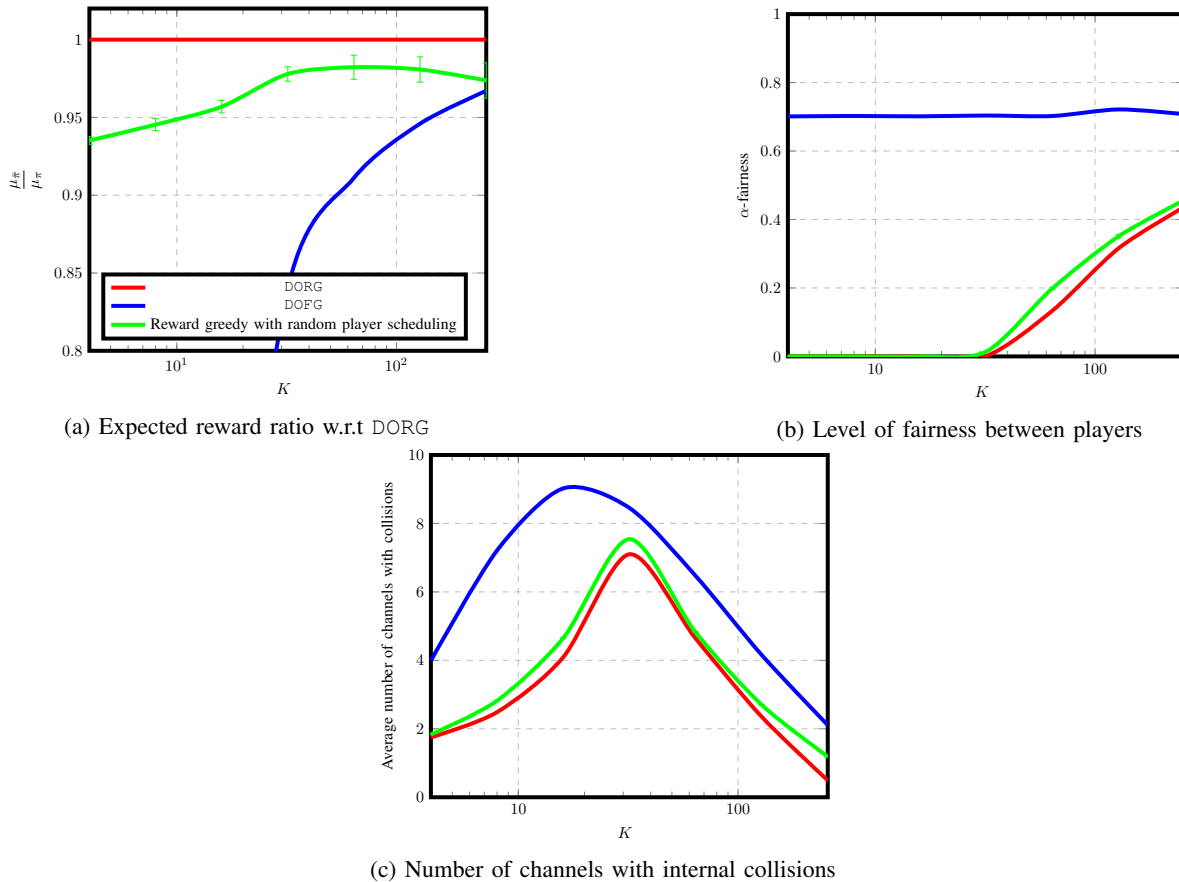 1
0.95
0.9
0.85
0.8
μπ̄ / μπ
DORG
DOFG
Reward greedy with random player scheduling
10^1
10^2
K
(a) Expected reward ratio w.r.t DORG
1
0.8
0.6
0.4
0.2
0
α-fairness
10
100
K
(b) Level of fairness between players
10
8
6
4
2
0
Average number of channels with collisions
10
100
K
(c) Number of channels with internal collisions